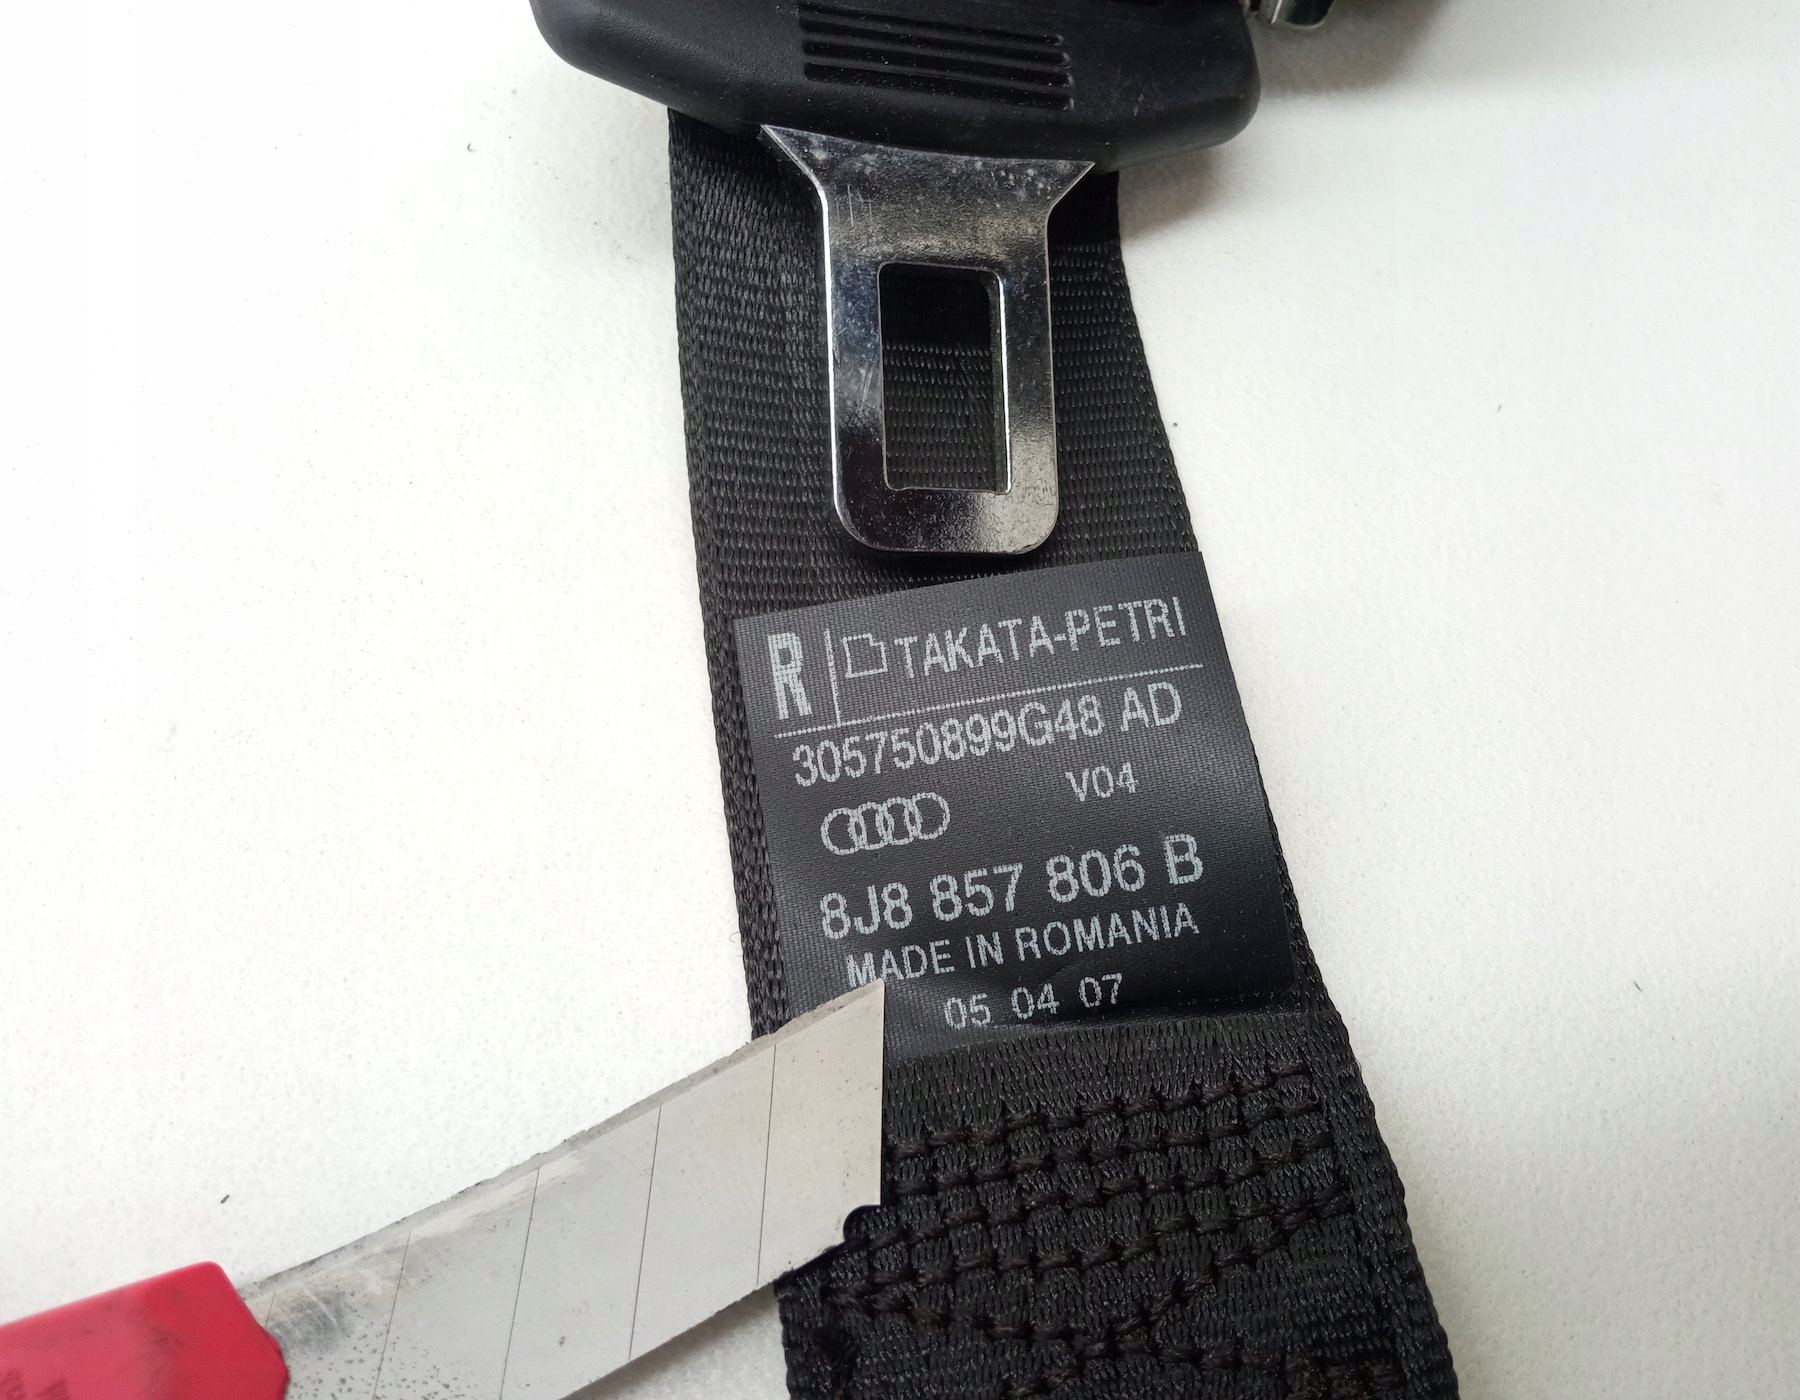 R TAKATA-PETRI
305750899G48 AD
V04
8J8 857 806 B
MADE IN ROMANIA
05 04 07